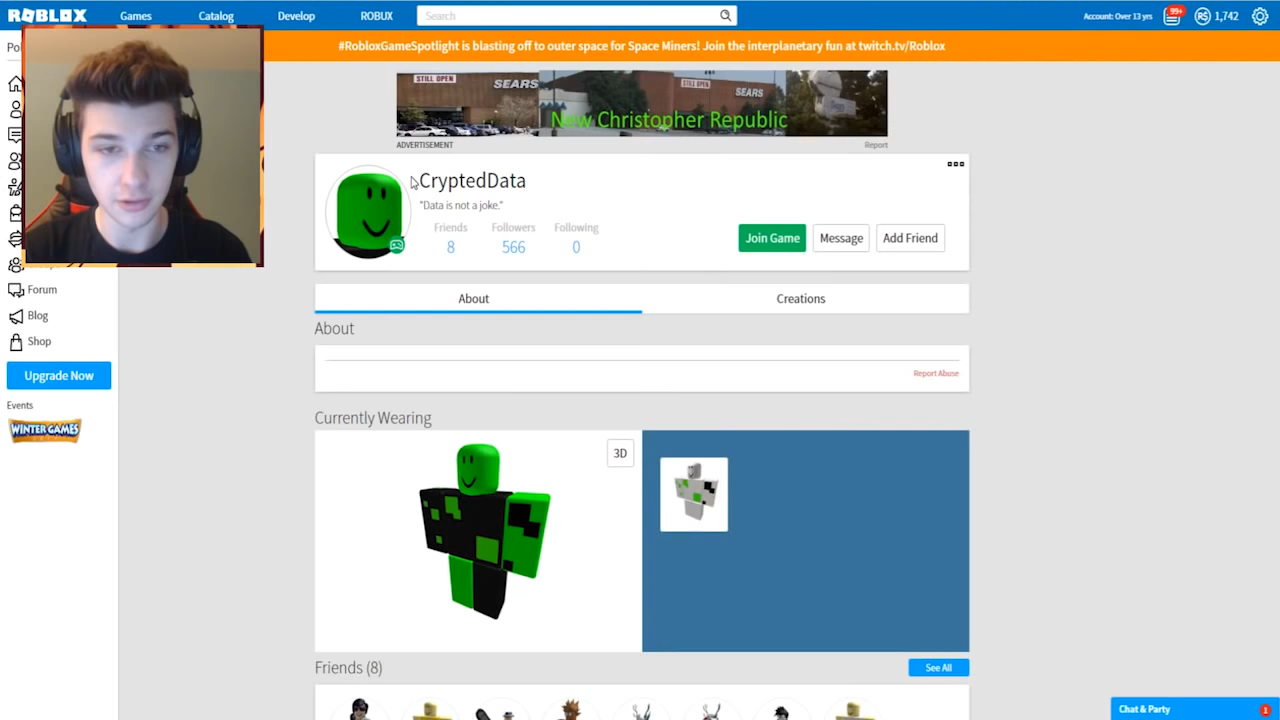 ROBLOX Games Catalog Develop ROBUX Search Account: Over 13 yrs 99+ R$ 1,742
#RobloxGameSpotlight is blasting off to outer space for Space Miners! Join the interplanetary fun at twitch.tv/Roblox
STILL OPEN SEARS STILL OPEN SEARS
New Christopher Republic
ADVERTISEMENT Report
CryptedData
"Data is not a joke."
Friends Followers Following
8 566 0
Join Game Message Add Friend
Forum
Blog
Shop
Upgrade Now
Events
WINTER GAMES
About Creations
About
Report Abuse
Currently Wearing
3D
Friends (8) See All
Chat & Party 1